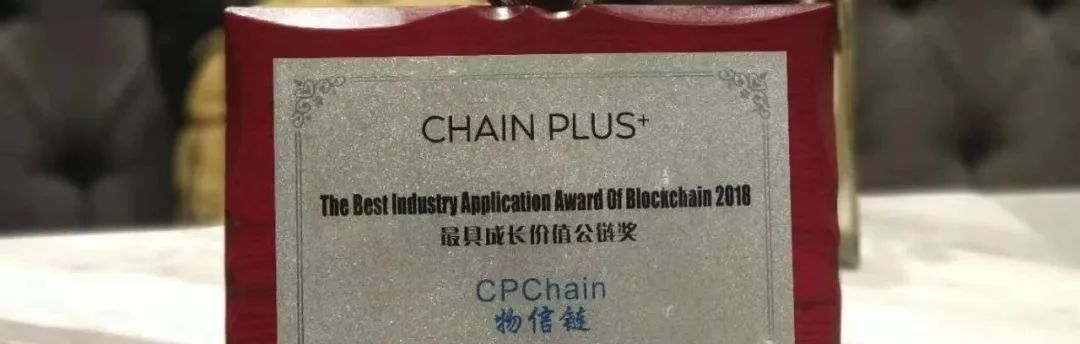 CHAIN PLUS+
The Best Industry Application Award Of Blockchain 2018
最具成长价值公链奖
CPChain
物信链